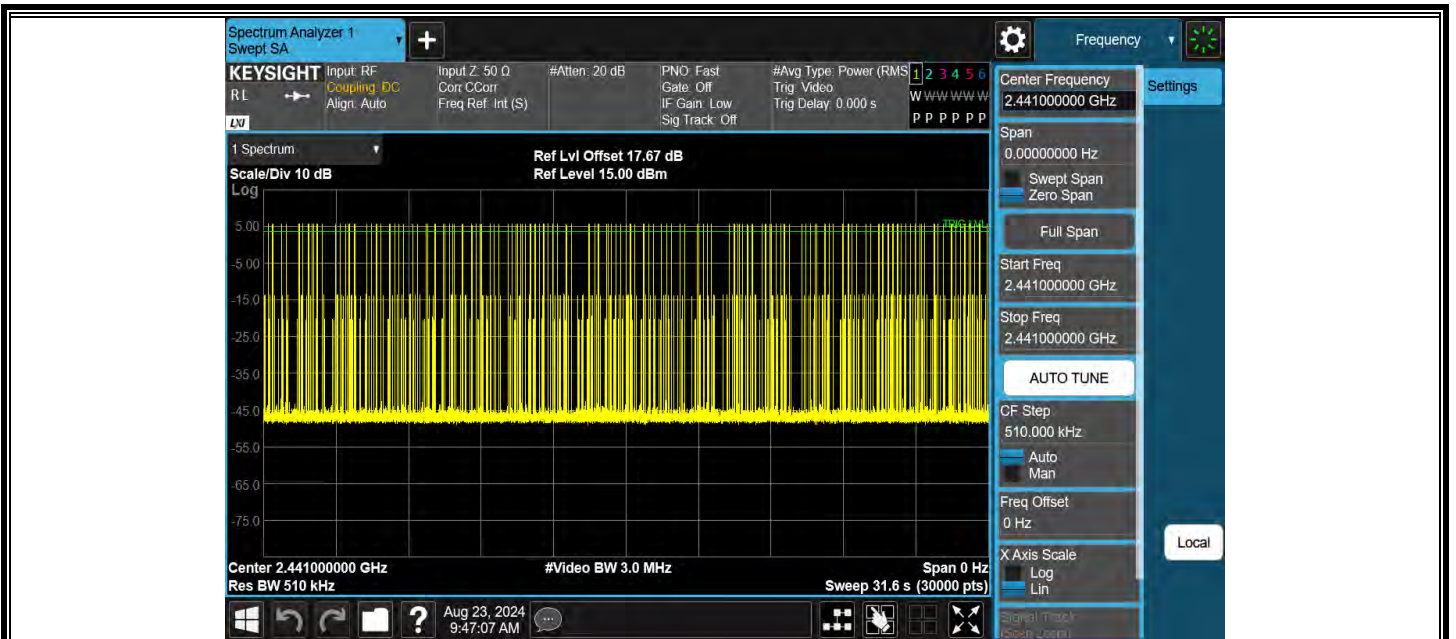 Spectrum Analyzer 1
Swept SA
+
Frequency
KEYSIGHT
RL
LXI
Input: RF
Coupling: DC
Align: Auto
Input Z: 50 Ω
Corr CCorr
Freq Ref: Int (S)
#Atten: 20 dB
PNO: Fast
Gate: Off
IF Gain: Low
Sig Track: Off
#Avg Type: Power (RMS
Trig: Video
Trig Delay: 0.000 s
1 2 3 4 5 6
W W W W W W
P P P P P P
1 Spectrum
Scale/Div 10 dB
Log
Ref Lvl Offset 17.67 dB
Ref Level 15.00 dBm
TRIG LVL
5.00
-5.00
-15.0
-25.0
-35.0
-45.0
-55.0
-65.0
-75.0
Center 2.441000000 GHz
Res BW 510 kHz
#Video BW 3.0 MHz
Span 0 Hz
Sweep 31.6 s (30000 pts)
Center Frequency
2.441000000 GHz
Settings
Span
0.00000000 Hz
Swept Span
Zero Span
Full Span
Start Freq
2.441000000 GHz
Stop Freq
2.441000000 GHz
AUTO TUNE
CF Step
510.000 kHz
Auto
Man
Freq Offset
0 Hz
X Axis Scale
Log
Lin
Signal Track
(Span Zoom)
Local
?
Aug 23, 2024
9:47:07 AM